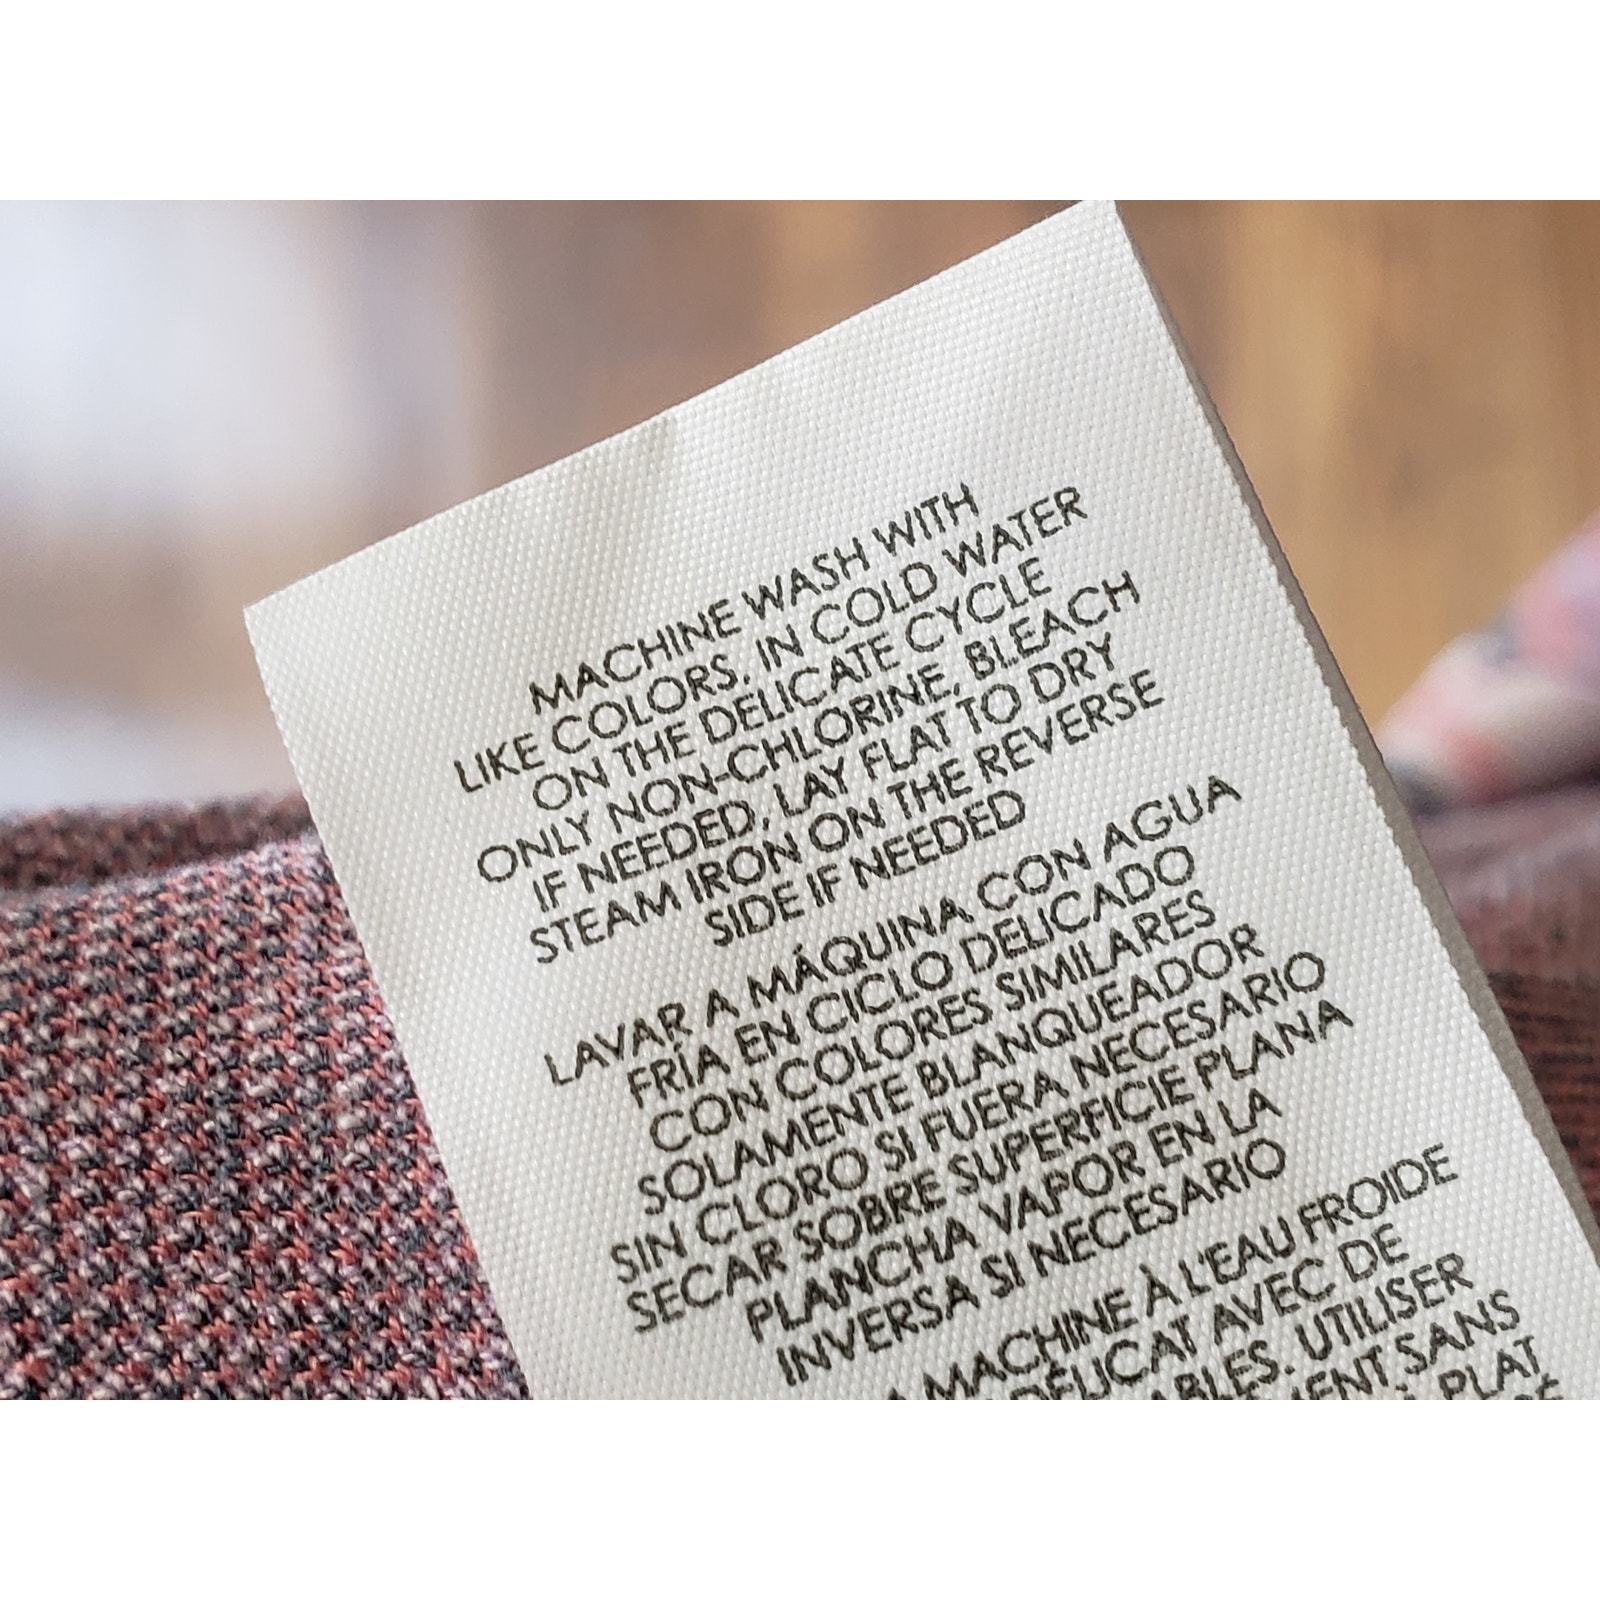 MACHINE WASH WITH
LIKE COLORS, IN COLD WATER
ON THE DELICATE CYCLE
ONLY NON-CHLORINE, BLEACH
IF NEEDED, LAY FLAT TO DRY
STEAM IRON ON THE REVERSE
SIDE IF NEEDED
LAVAR A MÁQUINA CON AGUA
FRÍA EN CICLO DELICADO
CON COLORES SIMILARES
SOLAMENTE BLANQUEADOR
SIN CLORO SI FUERA NECESARIO
SECAR SOBRE SUPERFICIE PLANA
PLANCHA VAPOR EN LA
INVERSA SI NECESARIO
MACHINE À L'EAU FROIDE
DÉLICAT AVEC DE
UTILISER
SANS
PLAT